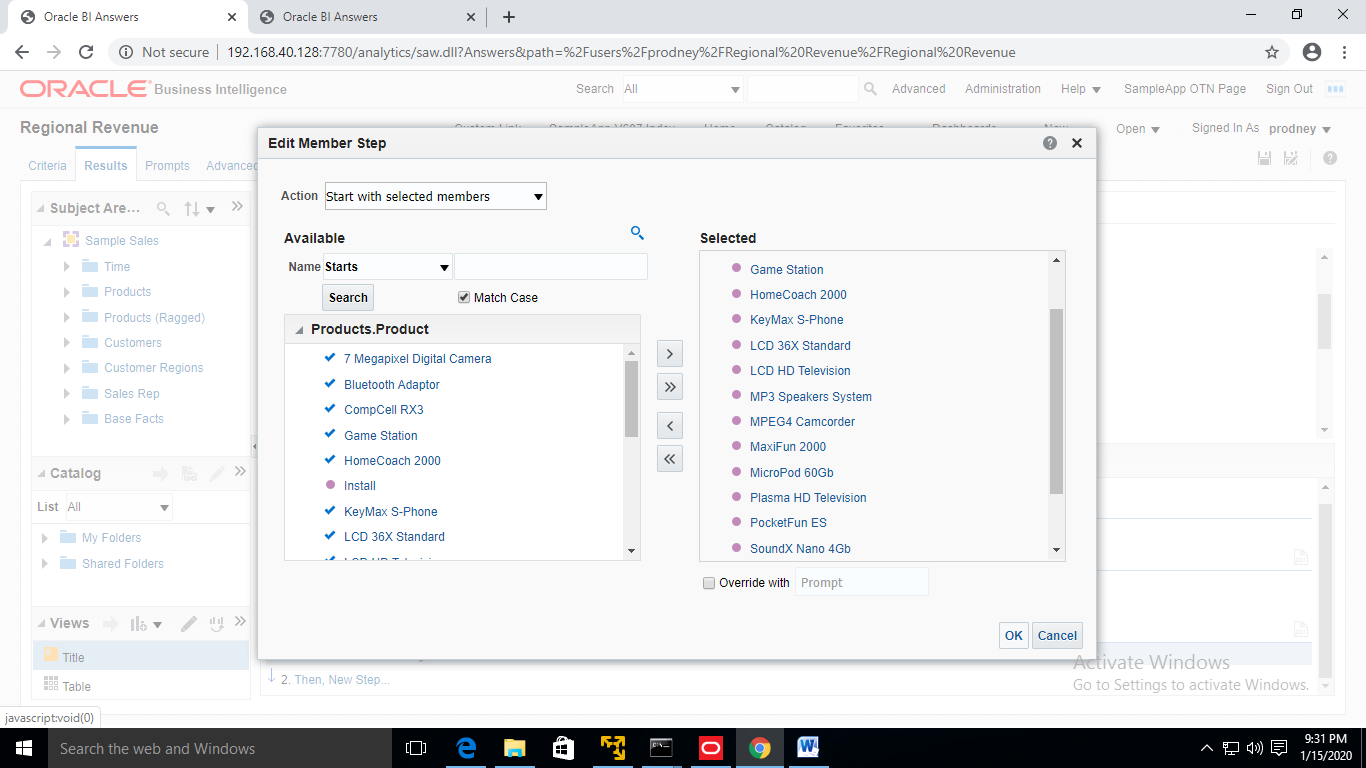 Oracle BI Answers
Oracle BI Answers
Not secure
192.168.40.128:7780/analytics/saw.dll?Answers&path=%2Fusers%2Fprodney%2FRegional%20Revenue%2FRegional%20Revenue
ORACLE Business Intelligence
Search All
Advanced Administration Help SampleApp OTN Page Sign Out
Regional Revenue
Open Signed In As prodney
Criteria Results Prompts Advanced
Edit Member Step
Action Start with selected members
Available
Name Starts
Search
Match Case
Products.Product
7 Megapixel Digital Camera
Bluetooth Adaptor
CompCell RX3
Game Station
HomeCoach 2000
Install
KeyMax S-Phone
LCD 36X Standard
Selected
Game Station
HomeCoach 2000
KeyMax S-Phone
LCD 36X Standard
LCD HD Television
MP3 Speakers System
MPEG4 Camcorder
MaxiFun 2000
MicroPod 60Gb
Plasma HD Television
PocketFun ES
SoundX Nano 4Gb
Override with Prompt
OK Cancel
Subject Are...
Sample Sales
Time
Products
Products (Ragged)
Customers
Customer Regions
Sales Rep
Base Facts
Catalog
List All
My Folders
Shared Folders
Views
Title
Table
2. Then, New Step...
Activate Windows
Go to Settings to activate Windows.
javascript:void(0)
Search the web and Windows
9:31 PM
1/15/2020